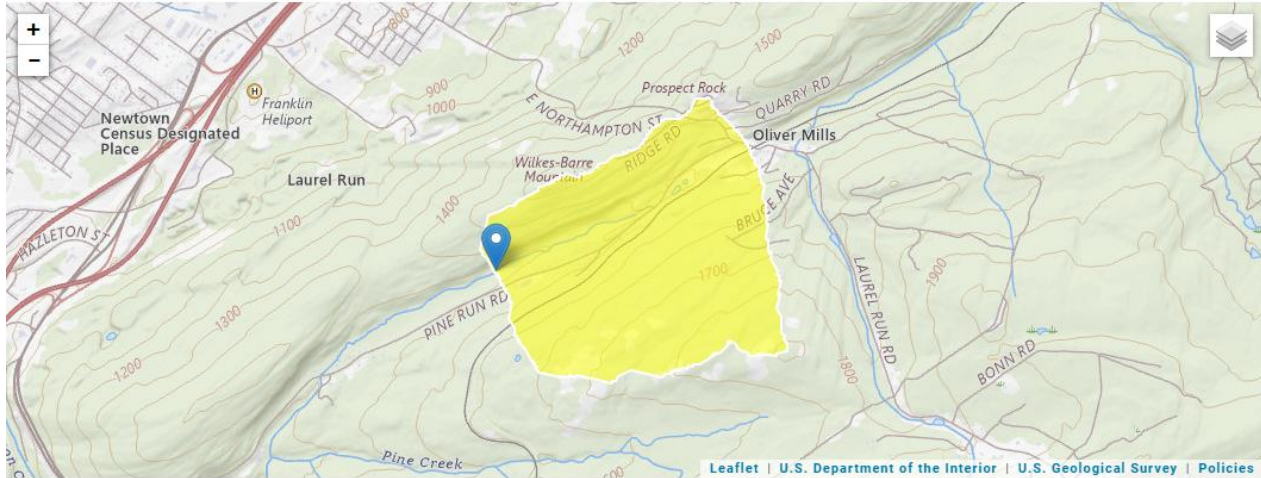 +
−
1800
1200
1500
900
1000
H
Franklin
Heliport
Prospect Rock
QUARRY RD
E NORTHAMPTON ST
Newtown
Census Designated
Place
Oliver Mills
RIDGE RD
Wilkes-Barre
Mountain
Laurel Run
1400
1100
BRUCE AVE
HAZLETON ST
1700
1900
LAUREL RUN RD
PINE RUN RD
1300
1200
1800
BONN RD
Pine Creek
Leaflet | U.S. Department of the Interior | U.S. Geological Survey | Policies